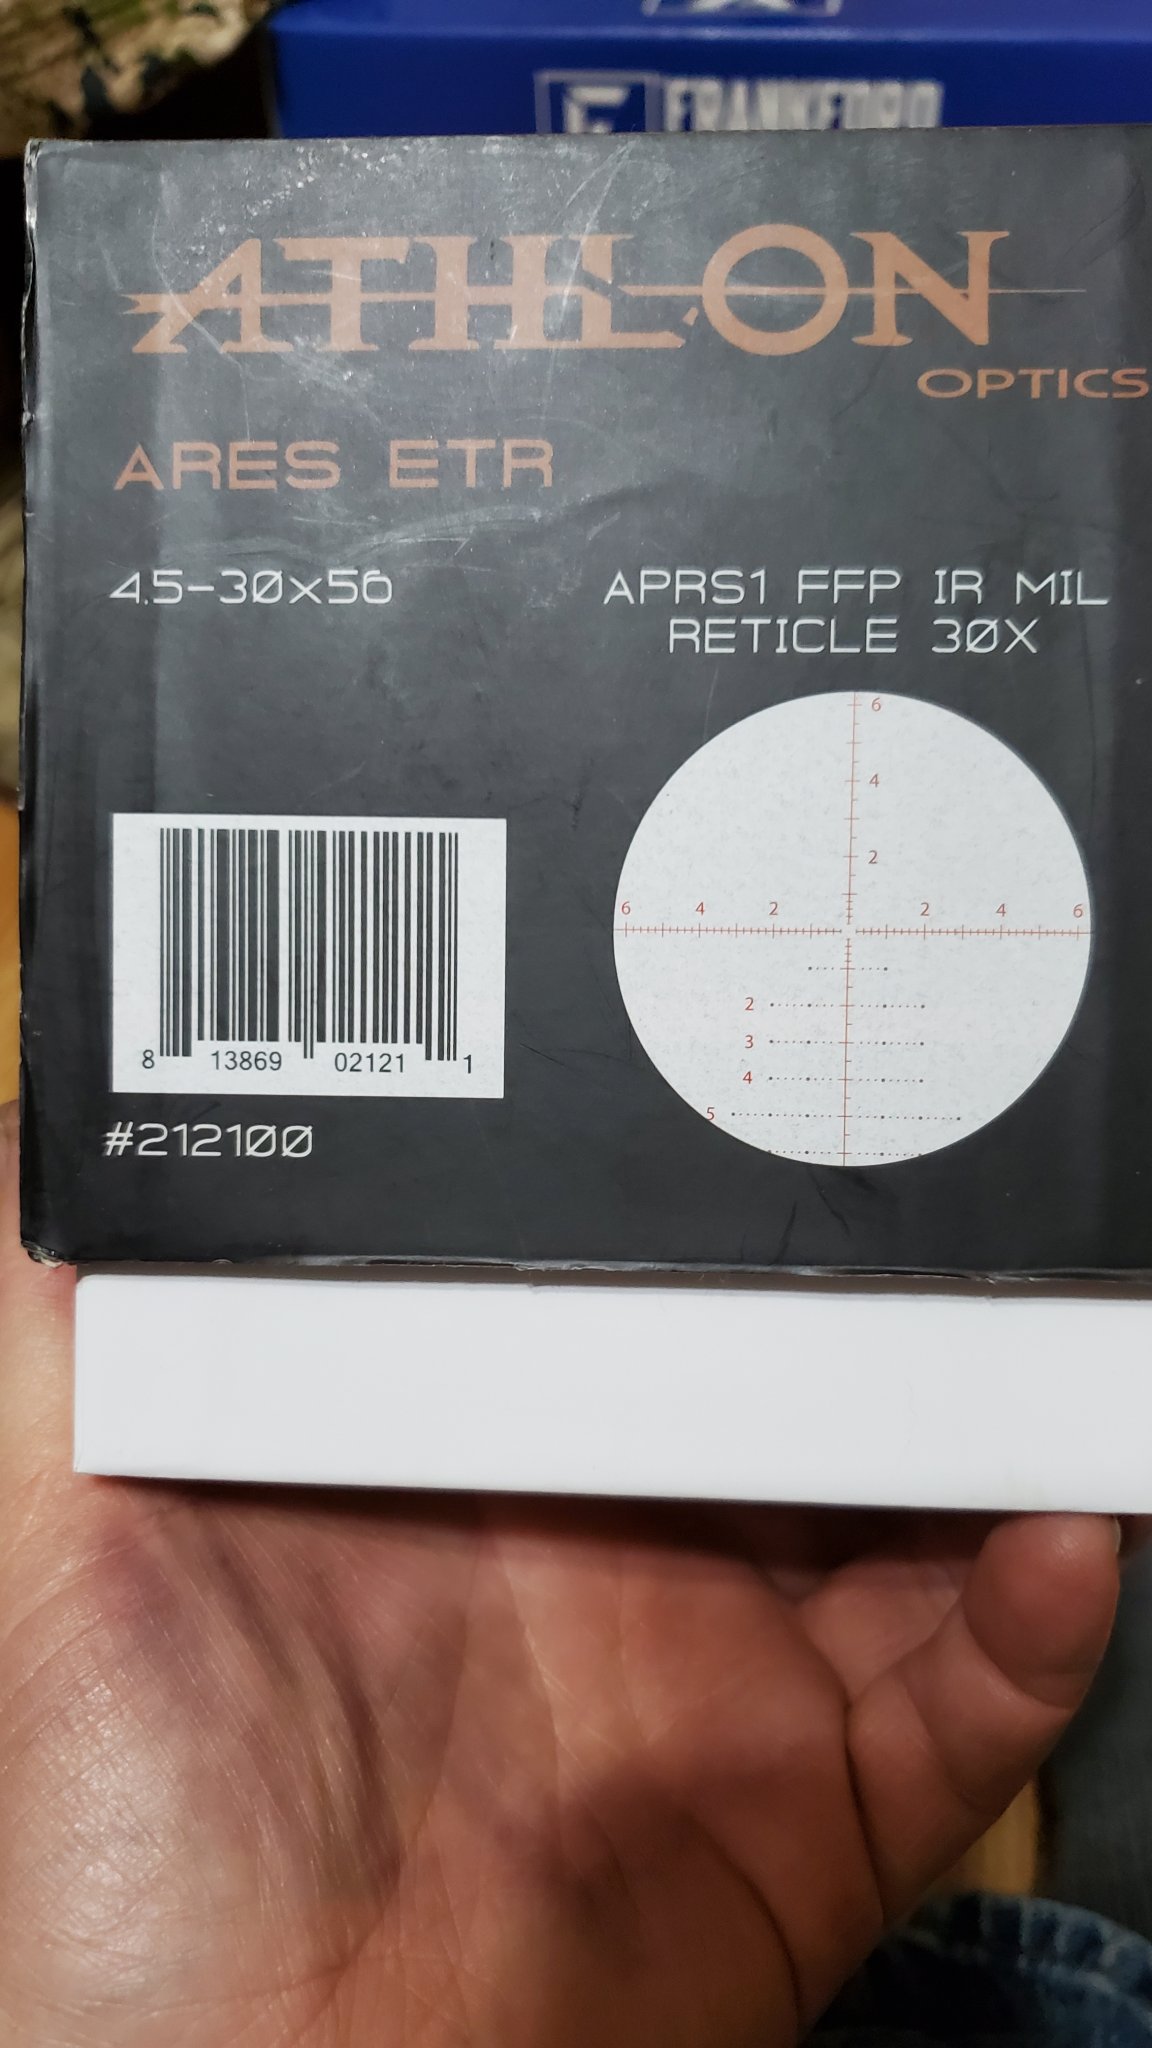 ATHLON
OPTICS
ARES ETR
4.5-30x56
APRS1 FFP IR MIL
RETICLE 30X
6
4
2
6 4 2 2 4 6
2
3
4
5
8 13869 02121 1
#212100